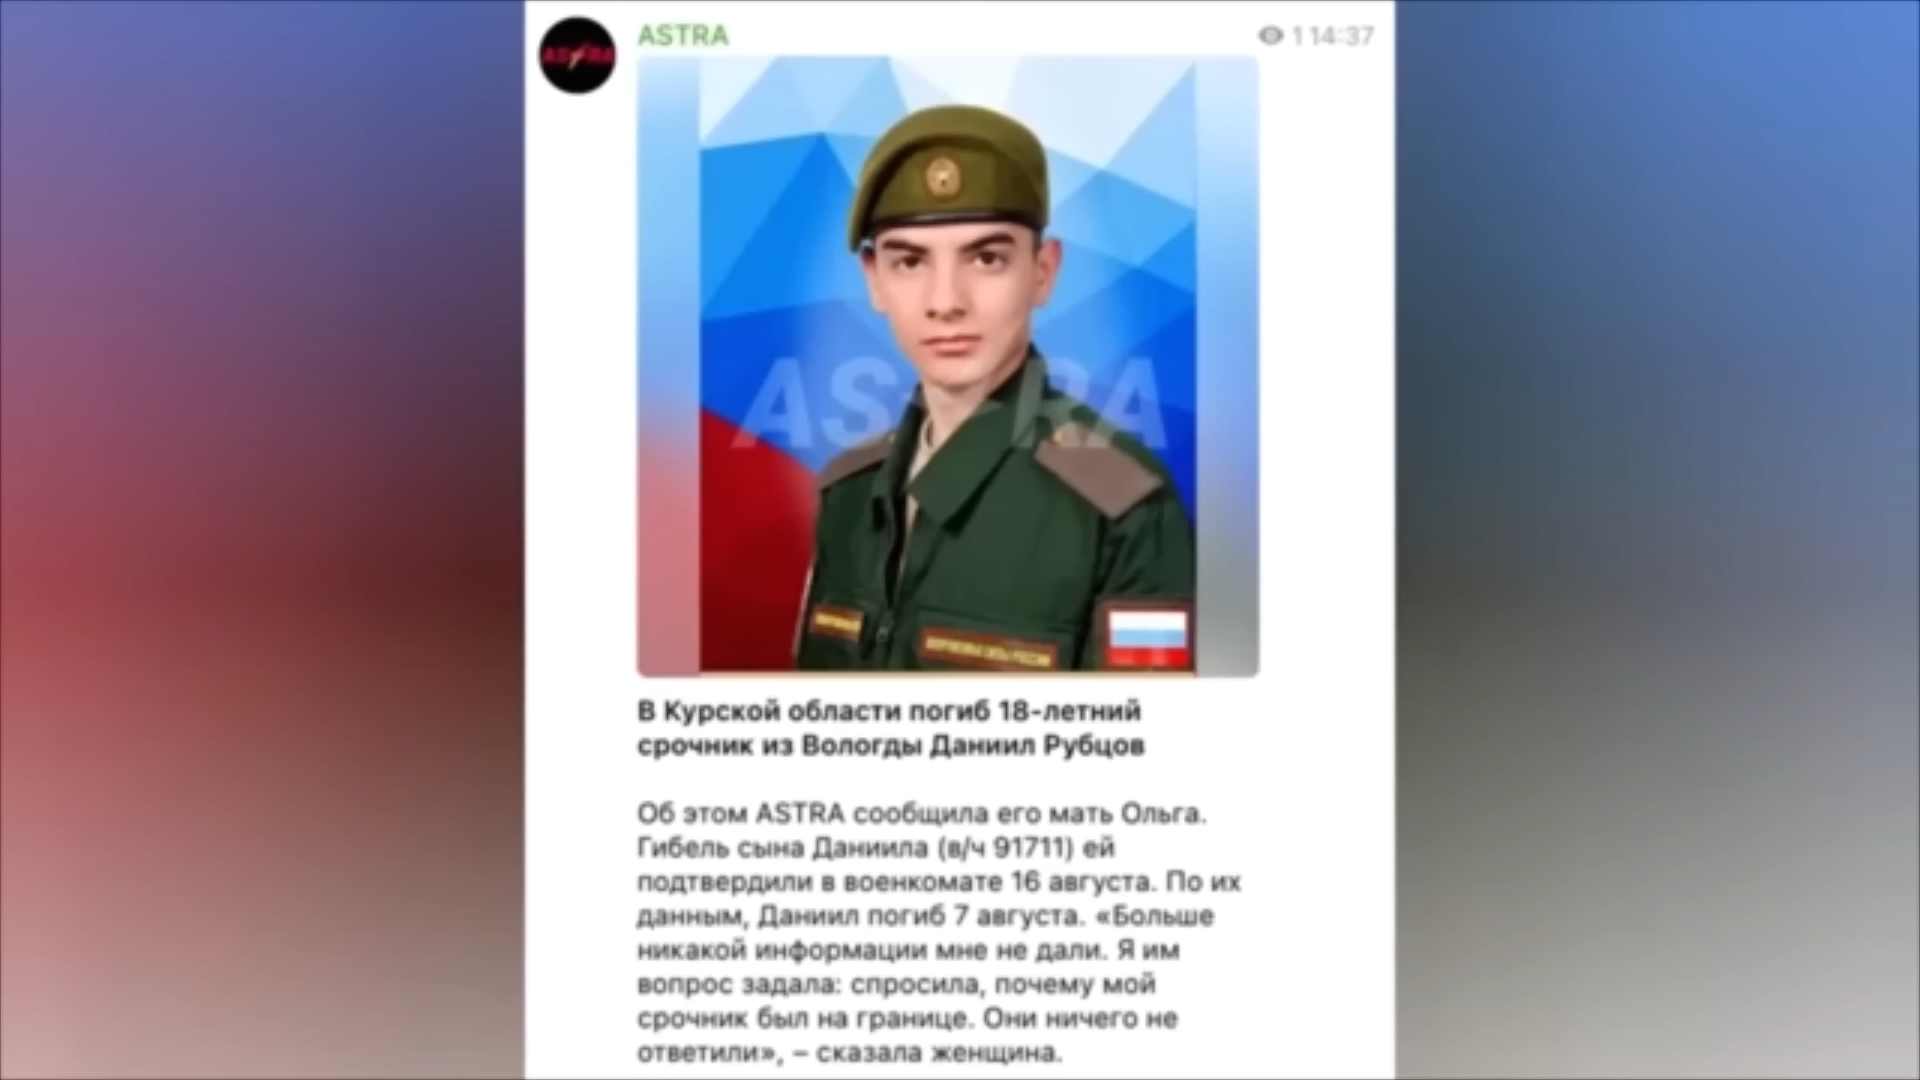 ASTRA
ASTRA
1 14:37
В Курской области погиб 18-летний
срочник из Вологды Даниил Рубцов
Об этом ASTRA сообщила его мать Ольга.
Гибель сына Даниила (в/ч 91711) ей
подтвердили в военкомате 16 августа. По их
данным, Даниил погиб 7 августа. «Больше
никакой информации мне не дали. Я им
вопрос задала: спросила, почему мой
срочник был на границе. Они ничего не
ответили», – сказала женщина.